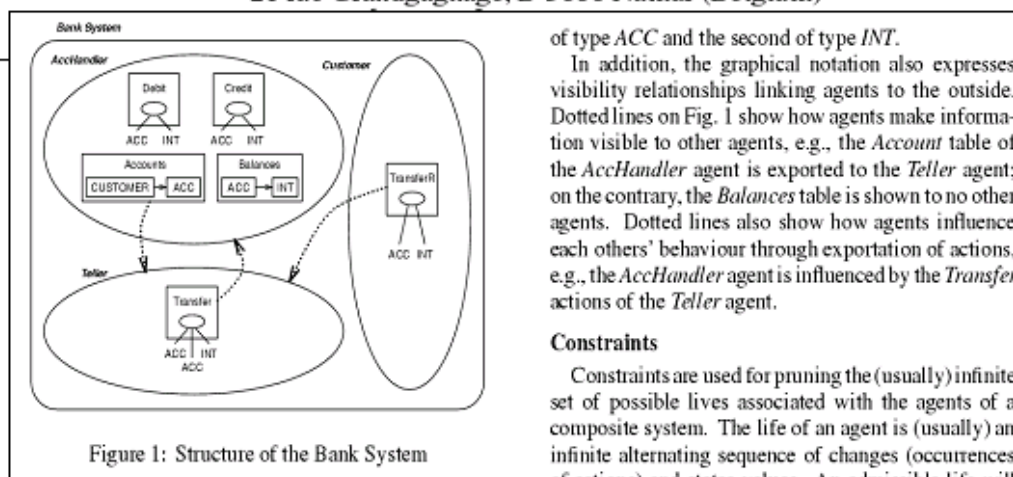 Bank System
AccHandler
Customer
Debit
Credit
ACC INT
ACC INT
Accounts
Balances
CUSTOMER
ACC
ACC
INT
TransferR
ACC INT
Teller
Transfer
ACC INT
ACC
Figure 1: Structure of the Bank System
of type ACC and the second of type INT.
In addition, the graphical notation also expresses
visibility relationships linking agents to the outside.
Dotted lines on Fig. 1 show how agents make informa-
tion visible to other agents, e.g., the Account table of
the AccHandler agent is exported to the Teller agent;
on the contrary, the Balances table is shown to no other
agents. Dotted lines also show how agents influence
each others' behaviour through exportation of actions,
e.g., the AccHandler agent is influenced by the Transfer
actions of the Teller agent.
Constraints
Constraints are used for pruning the (usually) infinite
set of possible lives associated with the agents of a
composite system. The life of an agent is (usually) an
infinite alternating sequence of changes (occurrences